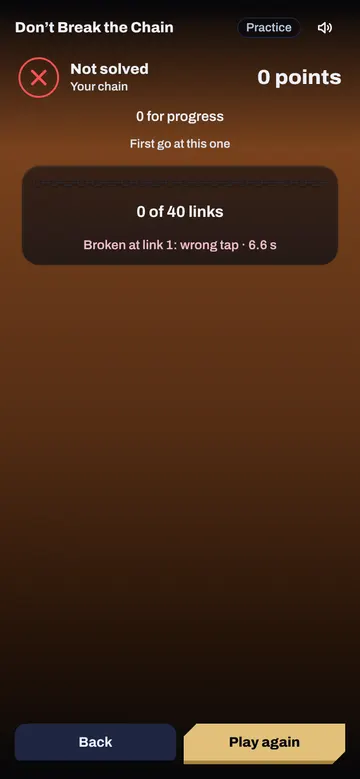 Don’t Break the Chain
Practice
Not solved
Your chain
0 points
0 for progress
First go at this one
0 of 40 links
Broken at link 1: wrong tap · 6.6 s
Back
Play again